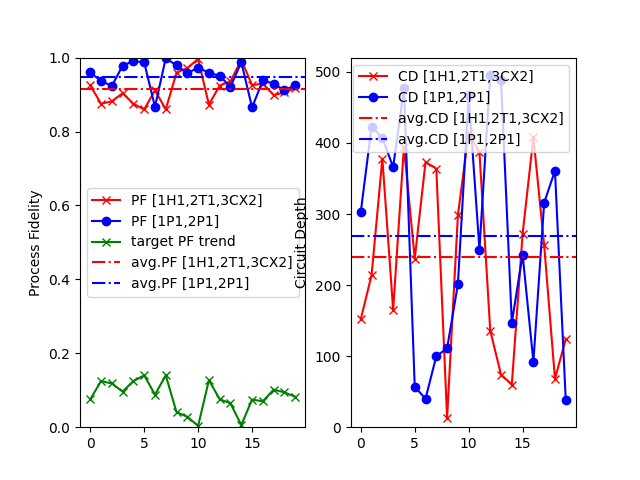 1.0
0.8
0.6
0.4
0.2
0.0
Process Fidelity
PF [1H1,2T1,3CX2]
PF [1P1,2P1]
target PF trend
avg.PF [1H1,2T1,3CX2]
avg.PF [1P1,2P1]
0 5 10 15
500
400
300
200
100
0
Circuit Depth
CD [1H1,2T1,3CX2]
CD [1P1,2P1]
avg.CD [1H1,2T1,3CX2]
avg.CD [1P1,2P1]
0 5 10 15